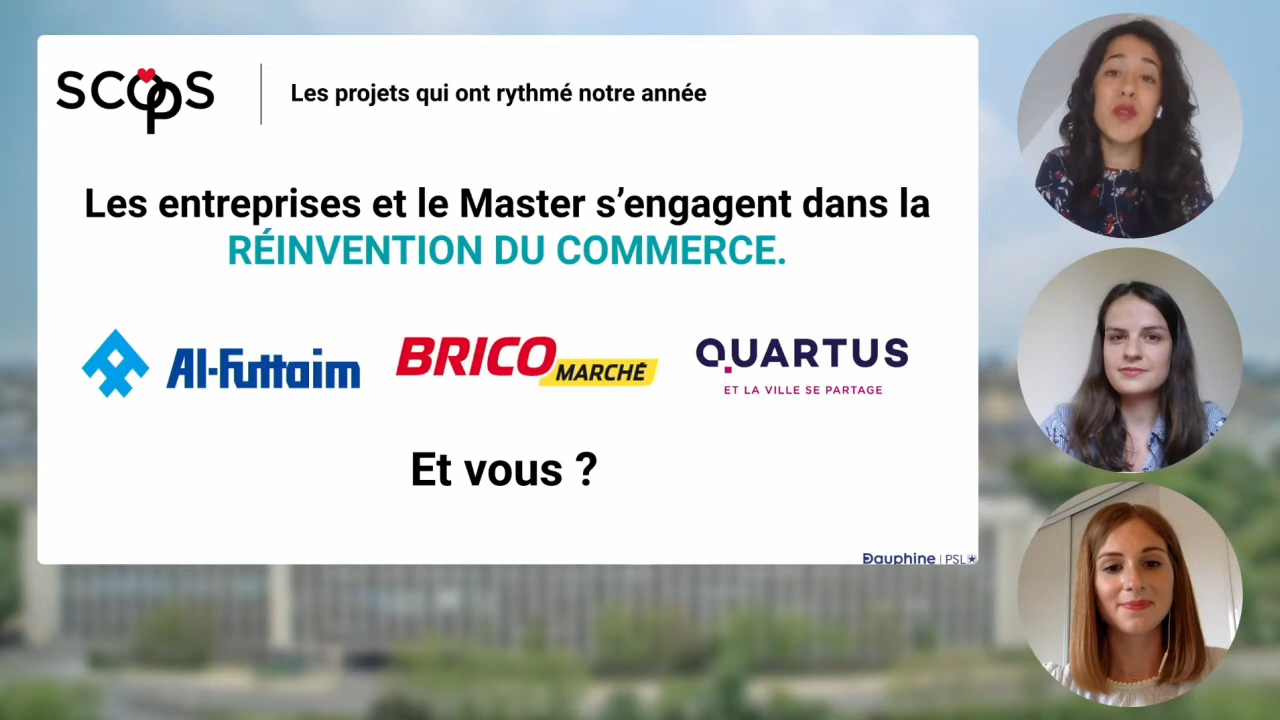 SCOPS
Les projets qui ont rythmé notre année
Les entreprises et le Master s’engagent dans la
RÉINVENTION DU COMMERCE.
Al-Futtaim
BRICO
MARCHÉ
QUARTUS
ET LA VILLE SE PARTAGE
Et vous ?
Dauphine | PSL